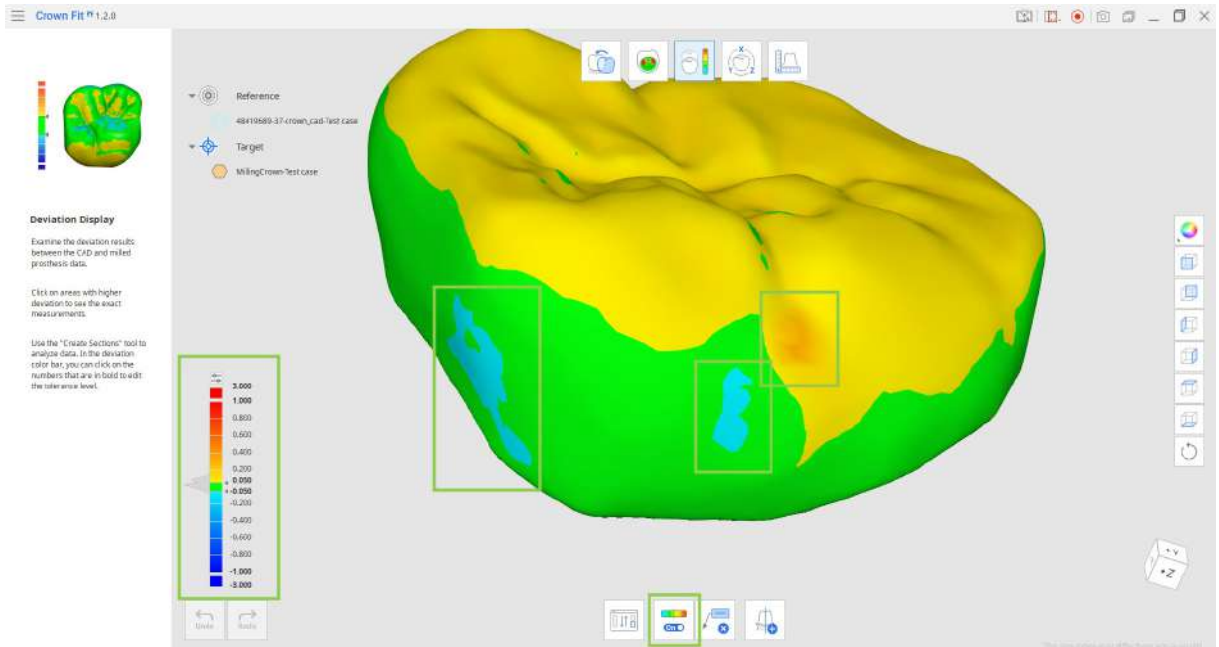 Crown Fit 1.2.0
Reference
48419689-37-crown_cad-Test case
Target
MillingCrown-Test case
Deviation Display
Examine the deviation results
between the CAD and milled
prosthesis data.
Click on areas with higher
deviation to see the exact
measurements.
Use the "Create Sections" tool to
analyze data. In the deviation
color bar, you can click on the
numbers that are in bold to edit
the tolerance level.
3.000
1.000
0.800
0.600
0.400
0.200
+ 0.050
-0.050
-0.200
-0.400
-0.600
-0.800
-1.000
-3.000
Undo
Redo
On
X
Y
Z
+Y
+Z